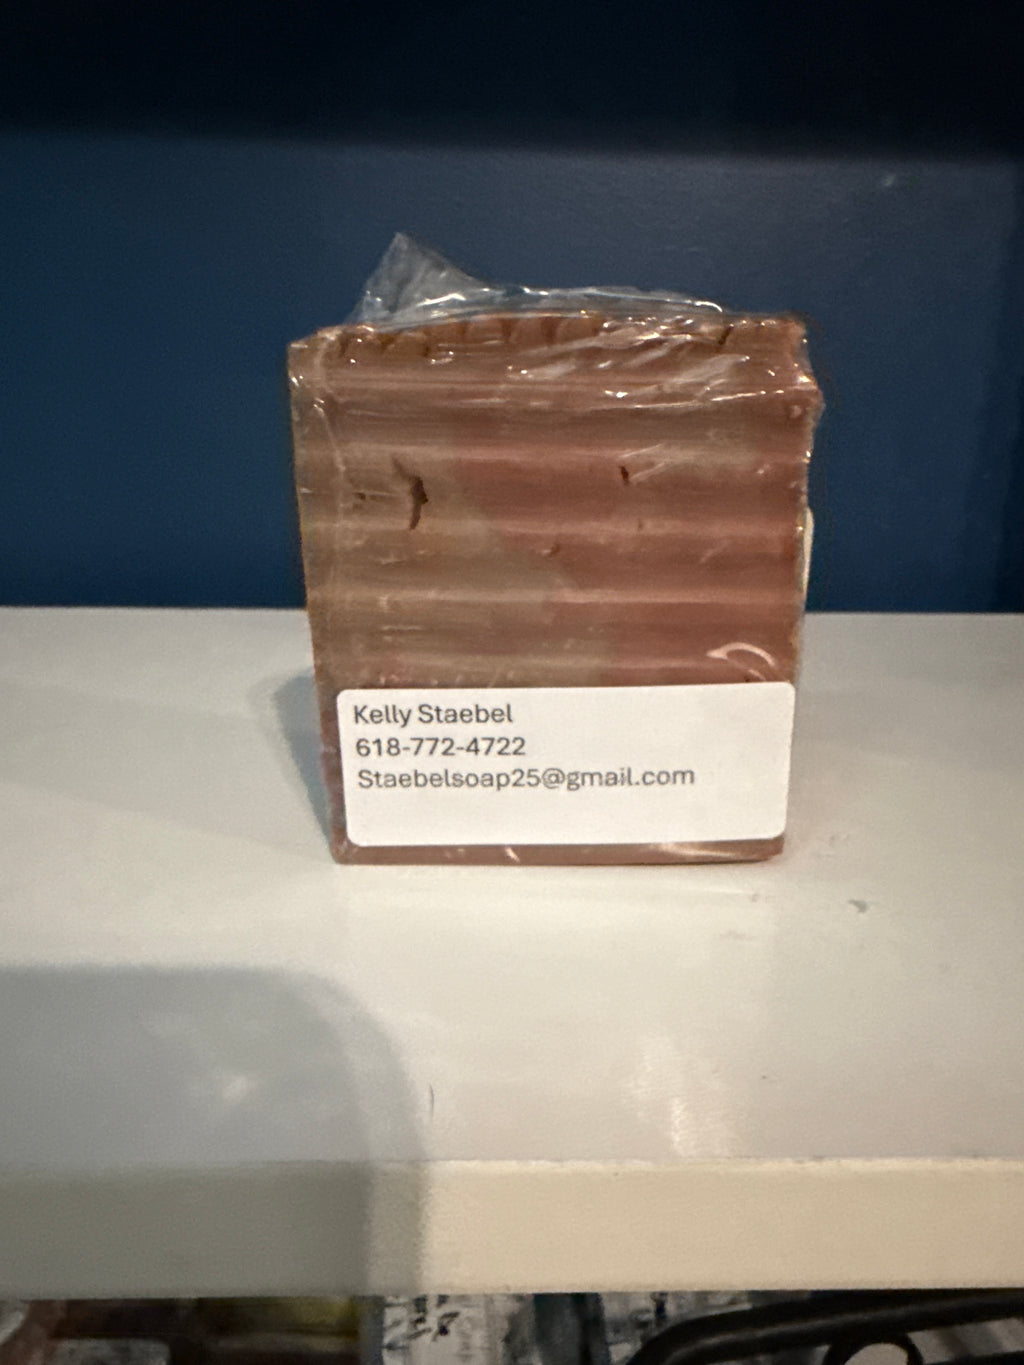 Kelly Staebel
618-772-4722
Staebelsoap25@gmail.com